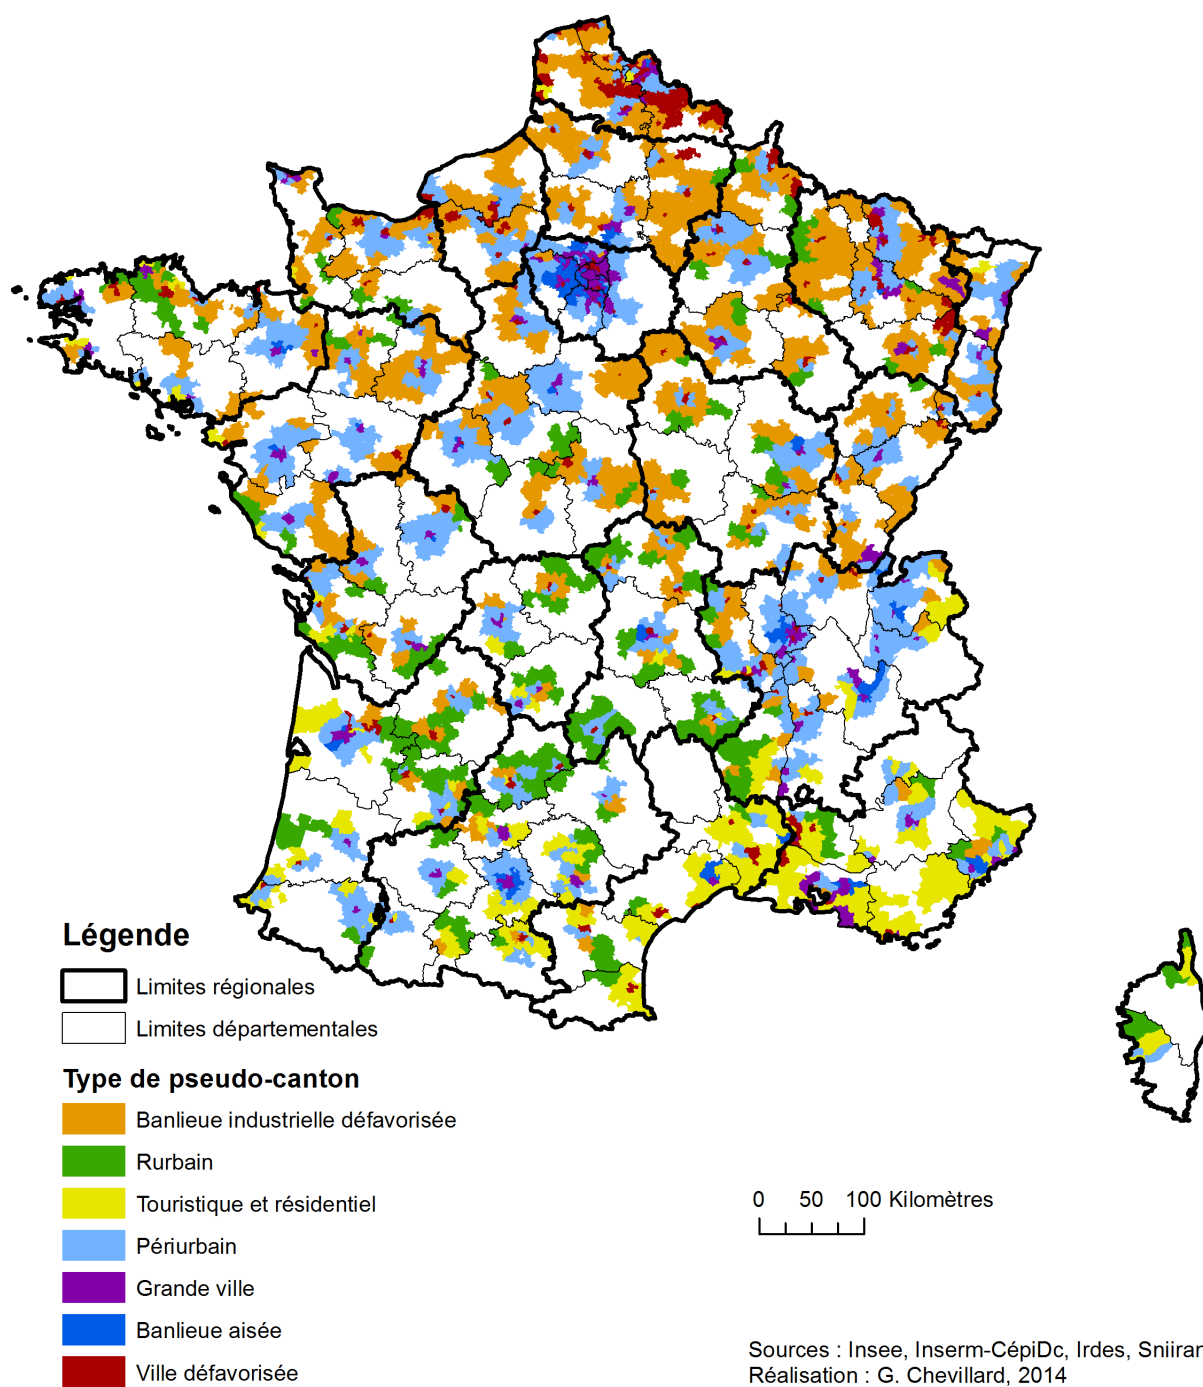 Légende
Limites régionales
Limites départementales
Type de pseudo-canton
Banlieue industrielle défavorisée
Rurbain
Touristique et résidentiel
Périurbain
Grande ville
Banlieue aisée
Ville défavorisée
0 50 100 Kilomètres
Sources : Insee, Inserm-CépiDc, Irdes, Sniiran
Réalisation : G. Chevillard, 2014